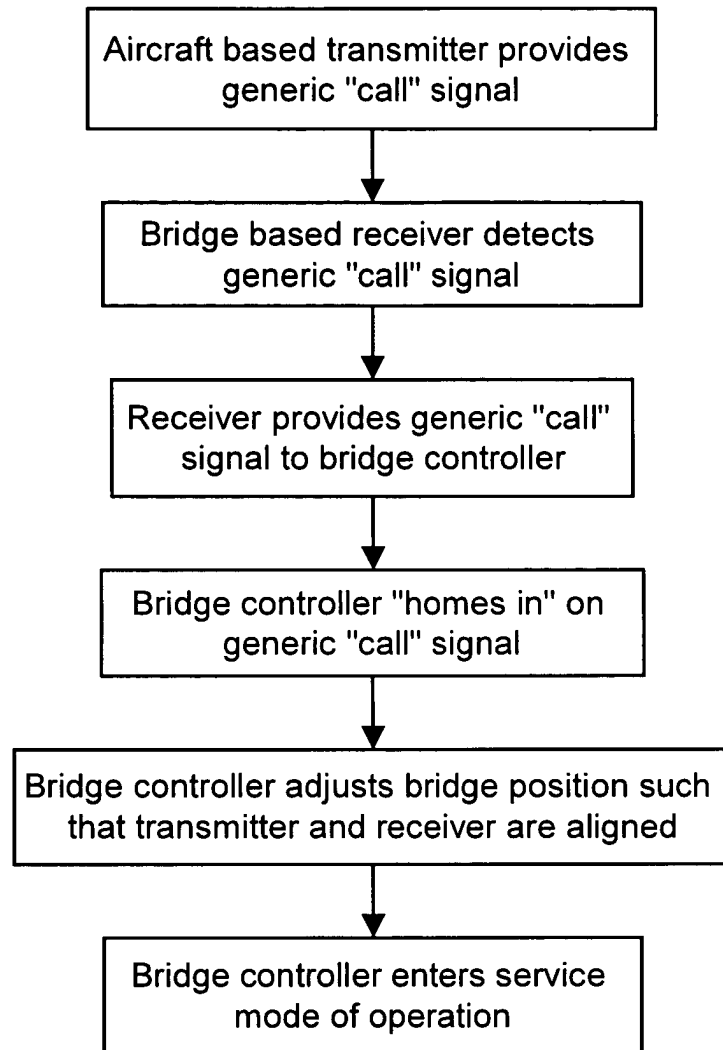 Aircraft based transmitter provides
generic "call" signal
Bridge based receiver detects
generic "call" signal
Receiver provides generic "call"
signal to bridge controller
Bridge controller "homes in" on
generic "call" signal
Bridge controller adjusts bridge position such
that transmitter and receiver are aligned
Bridge controller enters service
mode of operation